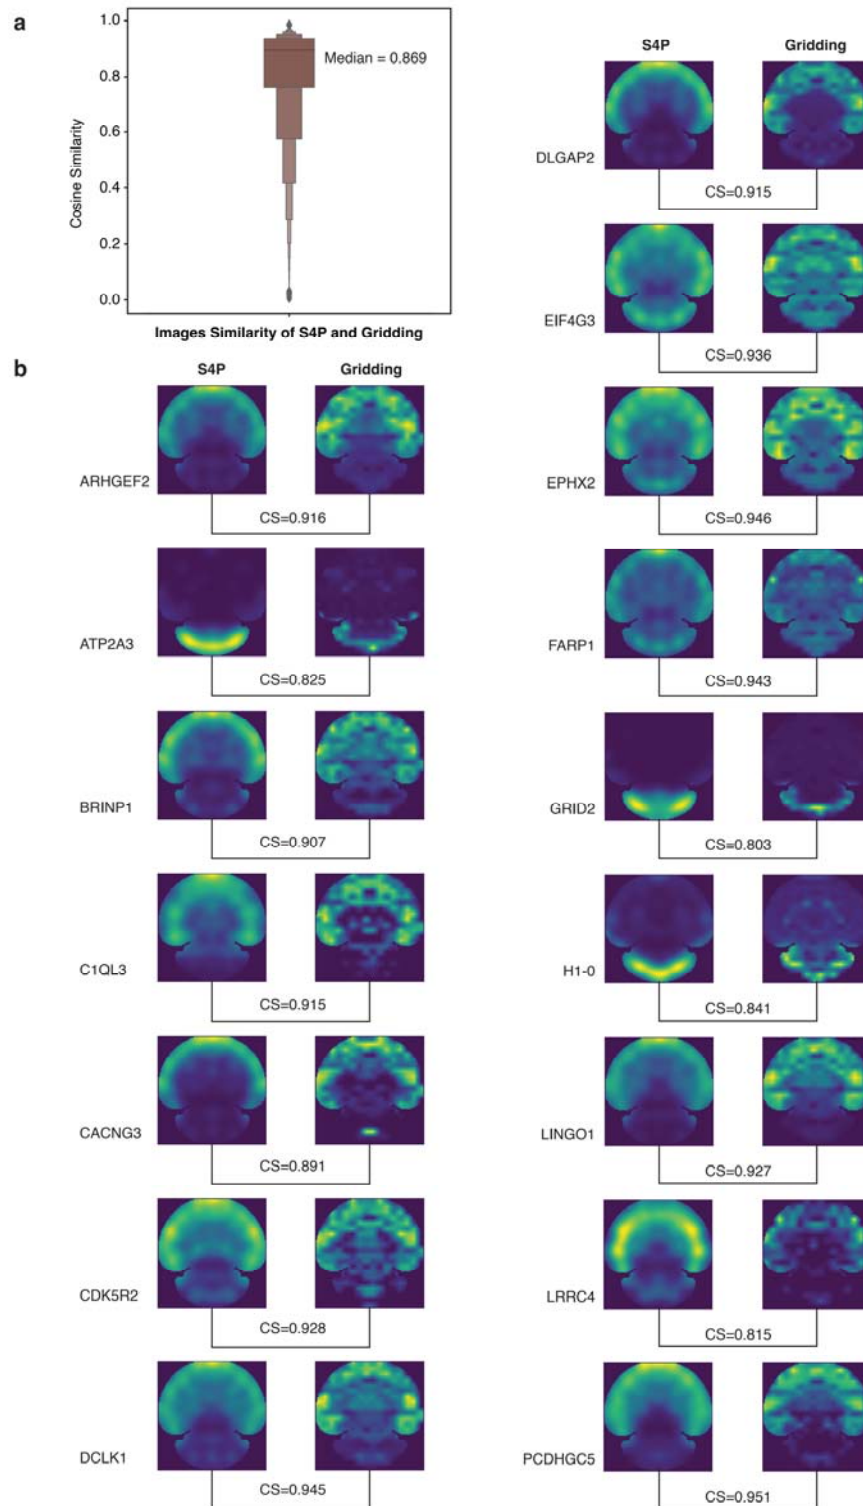 a
1.0
0.8
0.6
0.4
0.2
0.0
Cosine Similarity
Median = 0.869
Images Similarity of S4P and Gridding
b
S4P Gridding
ARHGEF2
CS=0.916
ATP2A3
CS=0.825
BRINP1
CS=0.907
C1QL3
CS=0.915
CACNG3
CS=0.891
CDK5R2
CS=0.928
DCLK1
CS=0.945
S4P Gridding
DLGAP2
CS=0.915
EIF4G3
CS=0.936
EPHX2
CS=0.946
FARP1
CS=0.943
GRID2
CS=0.803
H1-0
CS=0.841
LINGO1
CS=0.927
LRRC4
CS=0.815
PCDHGC5
CS=0.951